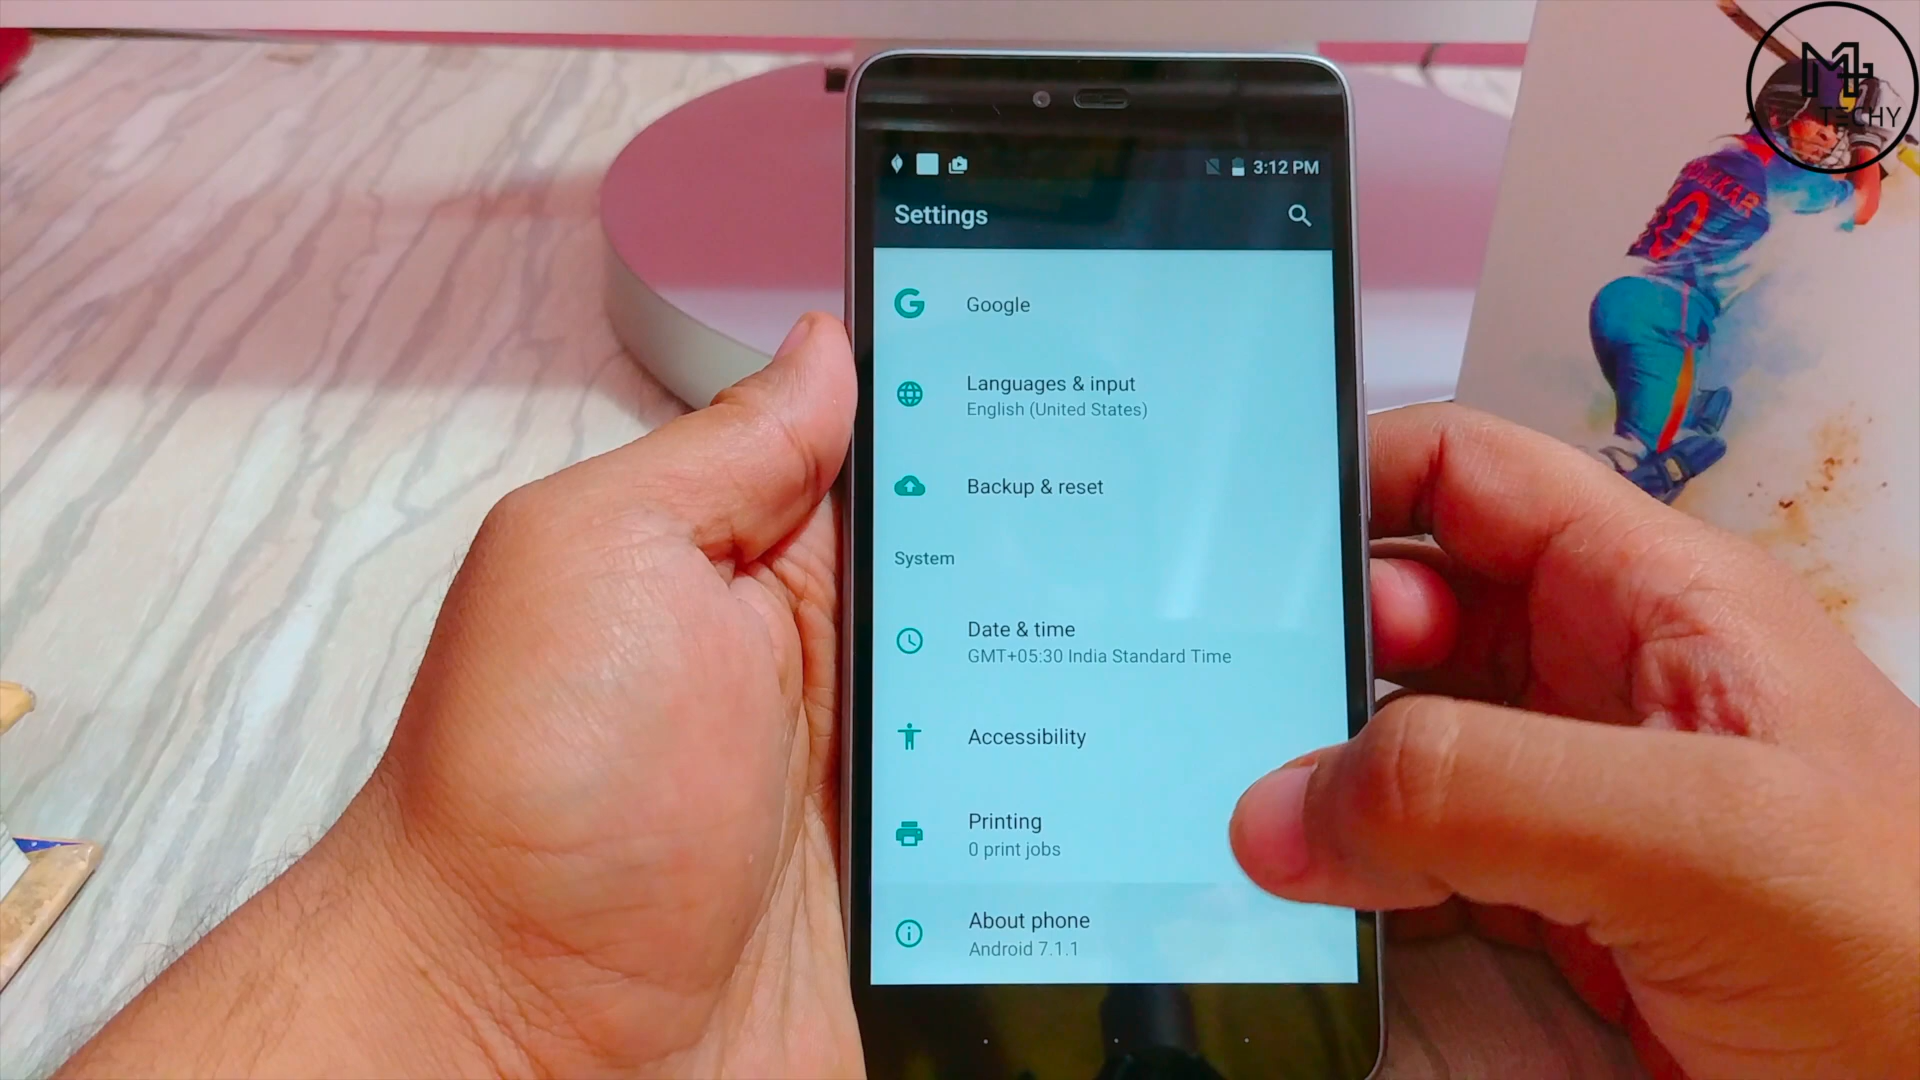 M
TECHY
3:12 PM
Settings
Google
Languages & input
English (United States)
Backup & reset
System
Date & time
GMT+05:30 India Standard Time
Accessibility
Printing
0 print jobs
About phone
Android 7.1.1